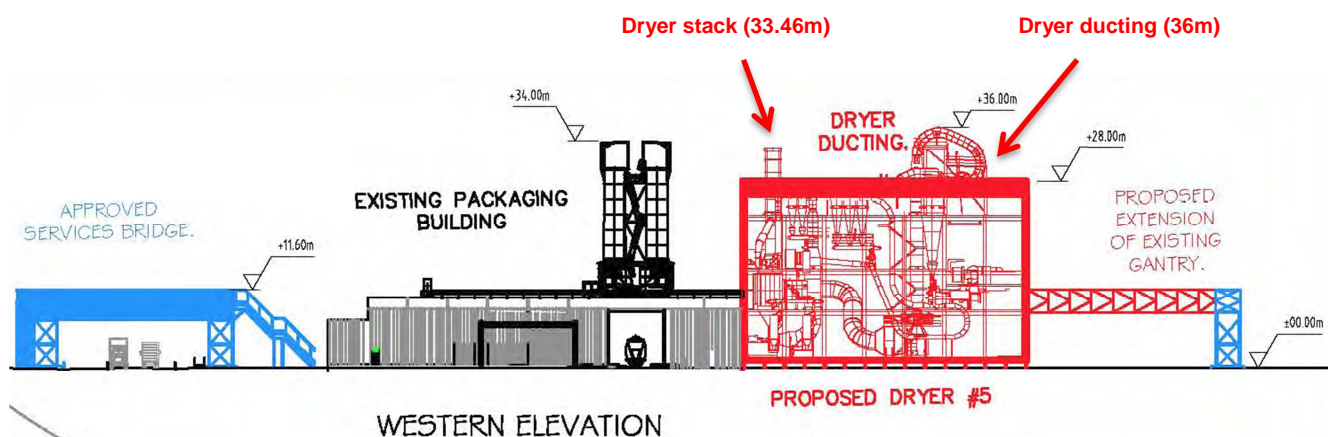 Dryer stack (33.46m)
Dryer ducting (36m)
+34.00m
+36.00m
DRYER
DUCTING.
+28.00m
EXISTING PACKAGING
BUILDING
APPROVED
SERVICES BRIDGE.
+11.60m
PROPOSED
EXTENSION
OF EXISTING
GANTRY.
±00.00m
PROPOSED DRYER #5
WESTERN ELEVATION